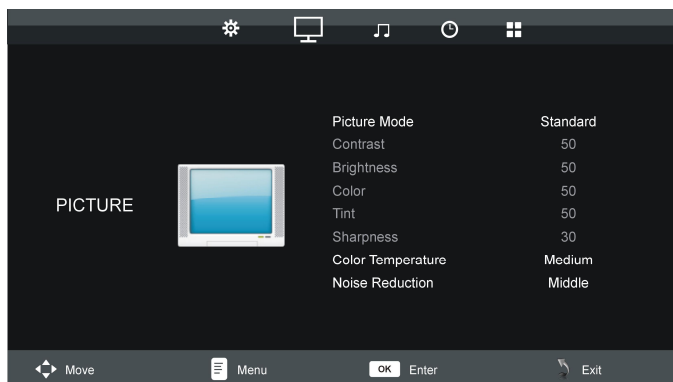 PICTURE
Picture Mode Standard
Contrast 50
Brightness 50
Color 50
Tint 50
Sharpness 30
Color Temperature Medium
Noise Reduction Middle
Move Menu OK Enter Exit